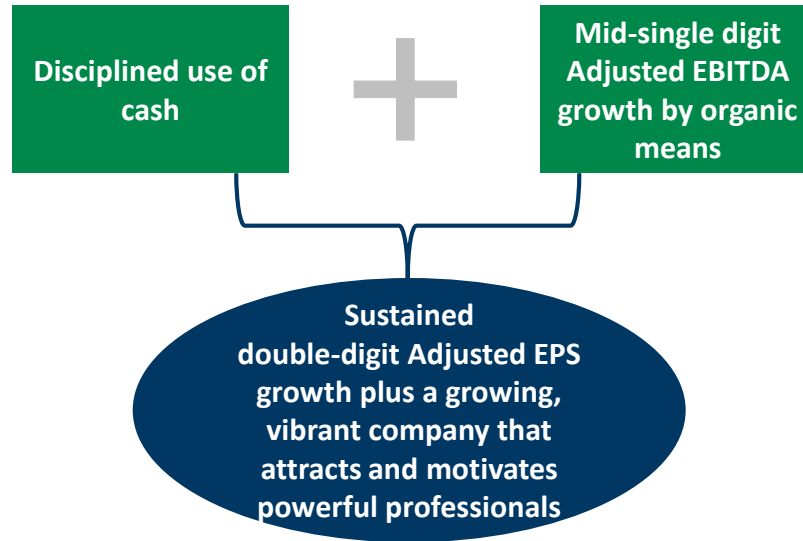 Disciplined use of
cash
Mid-single digit
Adjusted EBITDA
growth by organic
means
Sustained
double-digit Adjusted EPS
growth plus a growing,
vibrant company that
attracts and motivates
powerful professionals